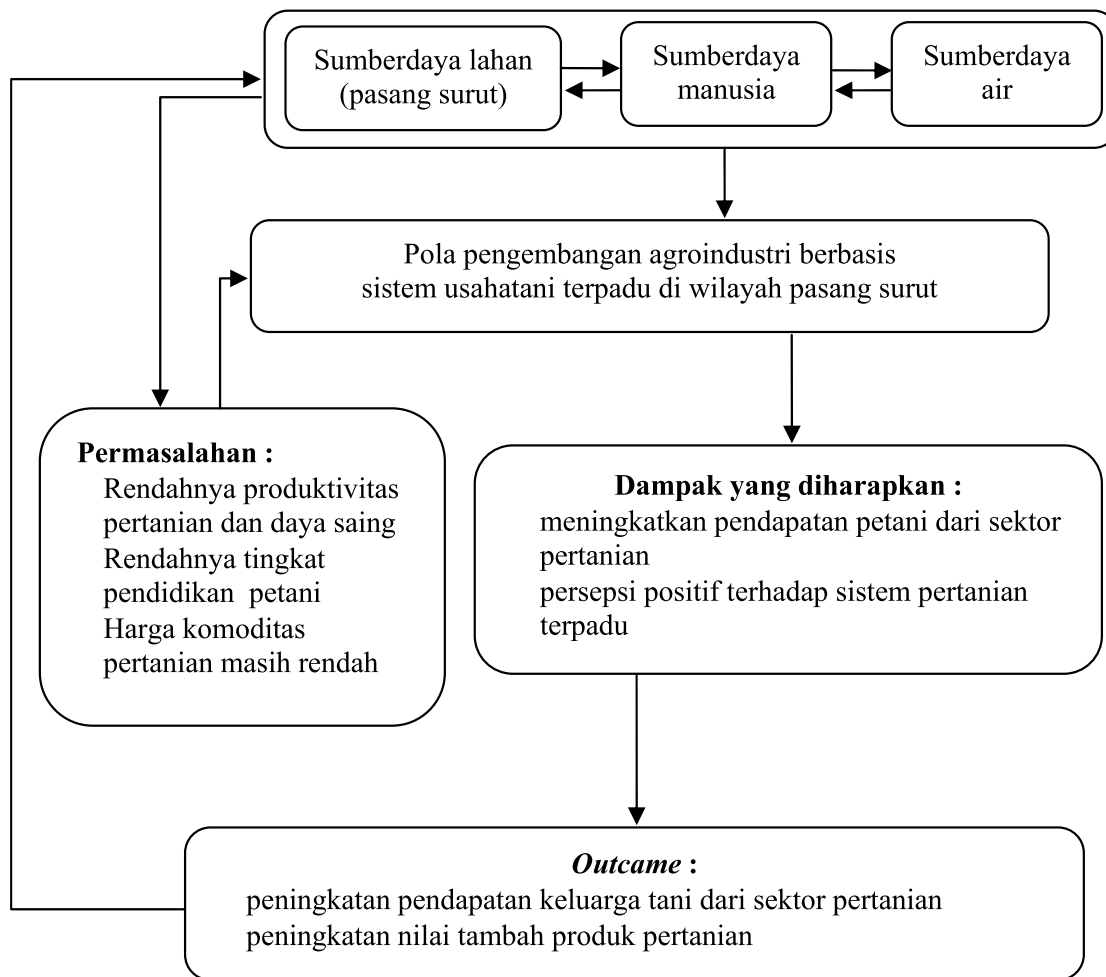 Sumberdaya lahan
(pasang surut)
Sumberdaya
manusia
Sumberdaya
air
Pola pengembangan agroindustri berbasis
sistem usahatani terpadu di wilayah pasang surut
Permasalahan :
Rendahnya produktivitas
pertanian dan daya saing
Rendahnya tingkat
pendidikan petani
Harga komoditas
pertanian masih rendah
Dampak yang diharapkan :
meningkatkan pendapatan petani dari sektor
pertanian
persepsi positif terhadap sistem pertanian
terpadu
Outcame :
peningkatan pendapatan keluarga tani dari sektor pertanian
peningkatan nilai tambah produk pertanian